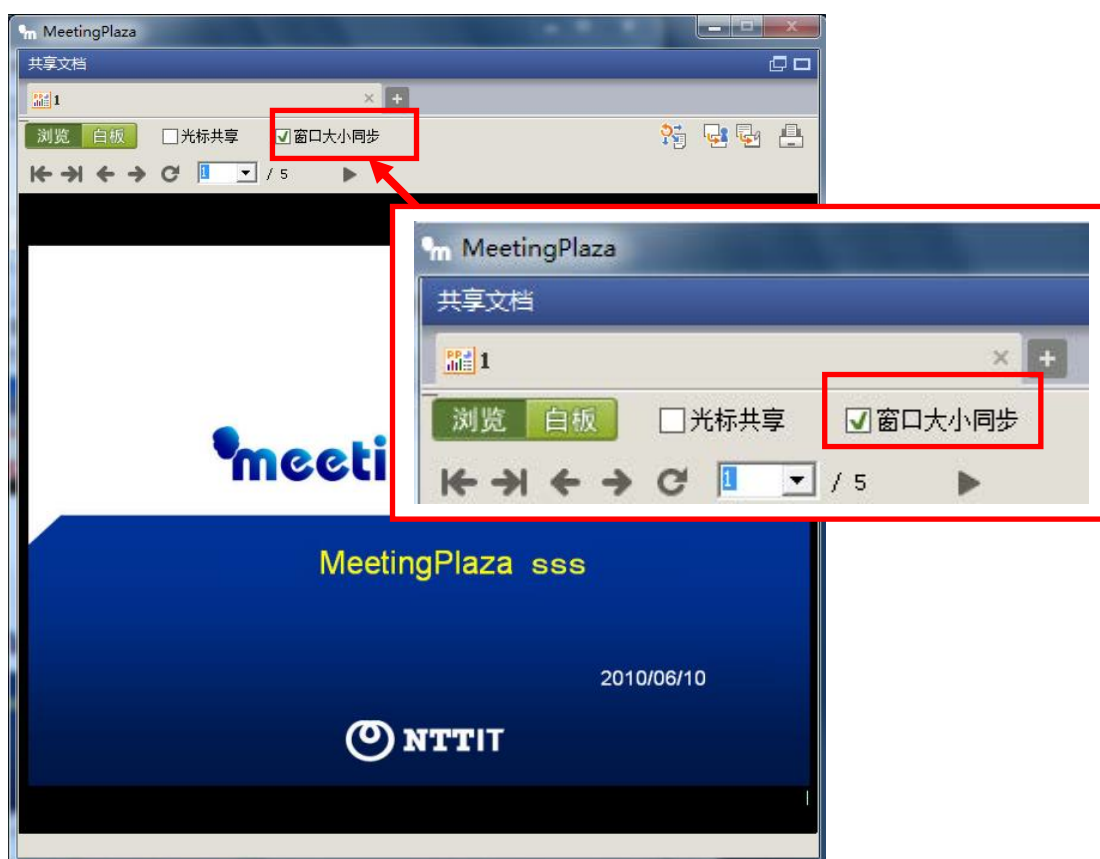 MeetingPlaza
共享文档
1
浏览 白板 光标共享 窗口大小同步
1 / 5
MeetingPlaza
共享文档
1
浏览 白板 光标共享 窗口大小同步
1 / 5
meeti
MeetingPlaza sss
2010/06/10
NTTIT